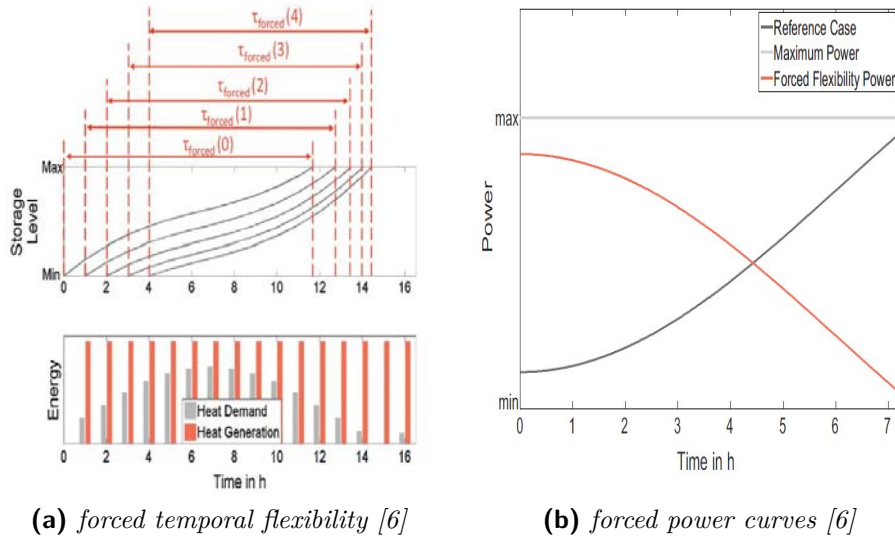 τforced(4)
τforced(3)
τforced(2)
τforced(1)
τforced(0)
Max
Storage
Level
Min
0 2 4 6 8 10 12 14 16
Energy
Heat Demand
Heat Generation
0 2 4 6 8 10 12 14 16
Time in h
(a) forced temporal flexibility [6]
Reference Case
Maximum Power
Forced Flexibility Power
max
Power
min
0 1 2 3 4 5 6 7
Time in h
(b) forced power curves [6]